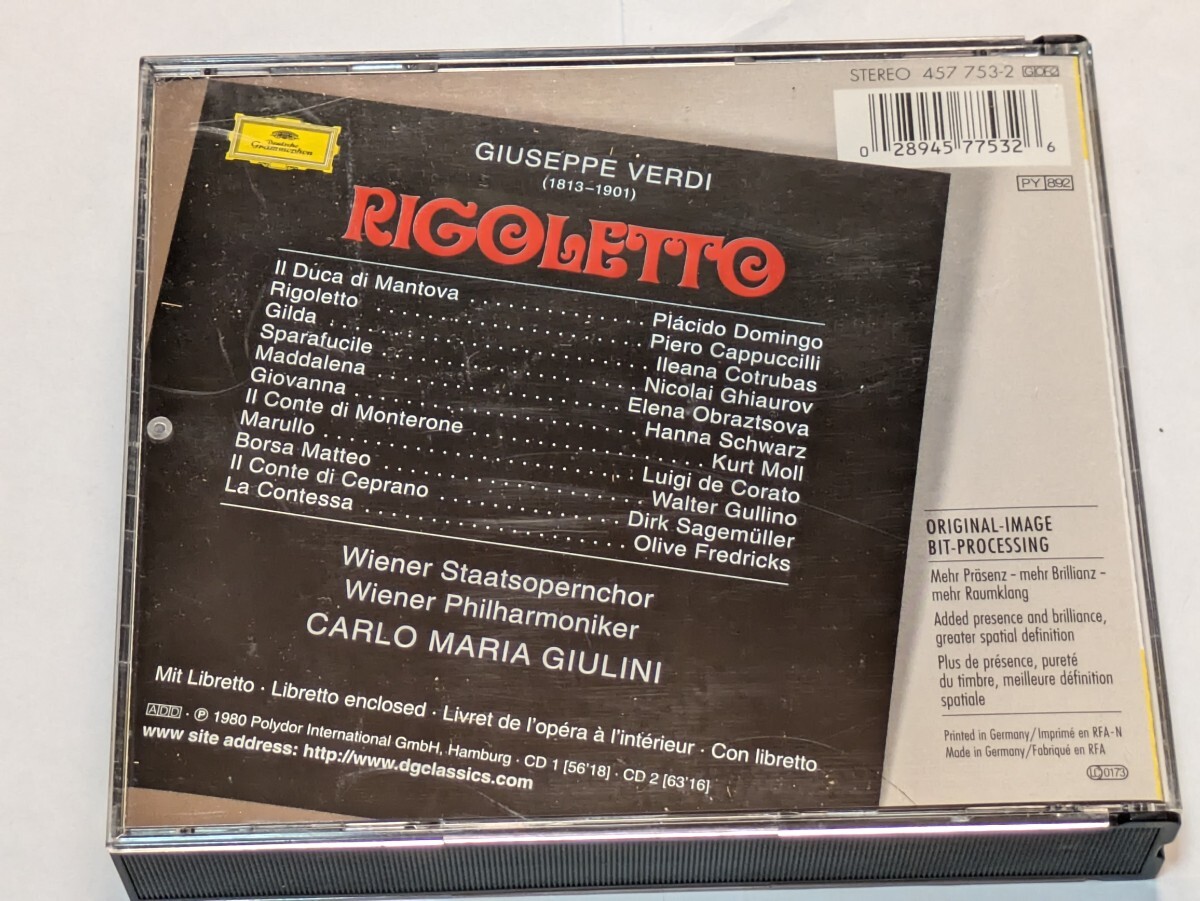 STEREO 457 753-2 GDF2
0 28945 77532 6
PY 892
Deutsche Grammophon
GIUSEPPE VERDI
(1813–1901)
RIGOLETTO
Il Duca di Mantova . . . . . . . . . . . . . . Plácido Domingo
Rigoletto . . . . . . . . . . . . . . Piero Cappuccilli
Gilda . . . . . . . . . . . . . . Ileana Cotrubas
Sparafucile . . . . . . . . . . . . . . Nicolai Ghiaurov
Maddalena . . . . . . . . . . . . . . Elena Obraztsova
Giovanna . . . . . . . . . . . . . . Hanna Schwarz
Il Conte di Monterone . . . . . . . . . . . . . . Kurt Moll
Marullo . . . . . . . . . . . . . . Luigi de Corato
Borsa Matteo . . . . . . . . . . . . . . Walter Gullino
Il Conte di Ceprano . . . . . . . . . . . . . . Dirk Sagemüller
La Contessa . . . . . . . . . . . . . . Olive Fredricks
Wiener Staatsopernchor
Wiener Philharmoniker
CARLO MARIA GIULINI
Mit Libretto · Libretto enclosed · Livret de l'opéra à l'intérieur · Con libretto
ADD · ℗ 1980 Polydor International GmbH, Hamburg · CD 1 [56'18] · CD 2 [63'16]
www site address: http://www.dgclassics.com
ORIGINAL-IMAGE
BIT-PROCESSING
Mehr Präsenz – mehr Brillianz –
mehr Raumklang
Added presence and brilliance,
greater spatial definition
Plus de présence, pureté
du timbre, meilleure définition
spatiale
Printed in Germany/Imprimé en RFA-N
Made in Germany/Fabriqué en RFA
LC 0173